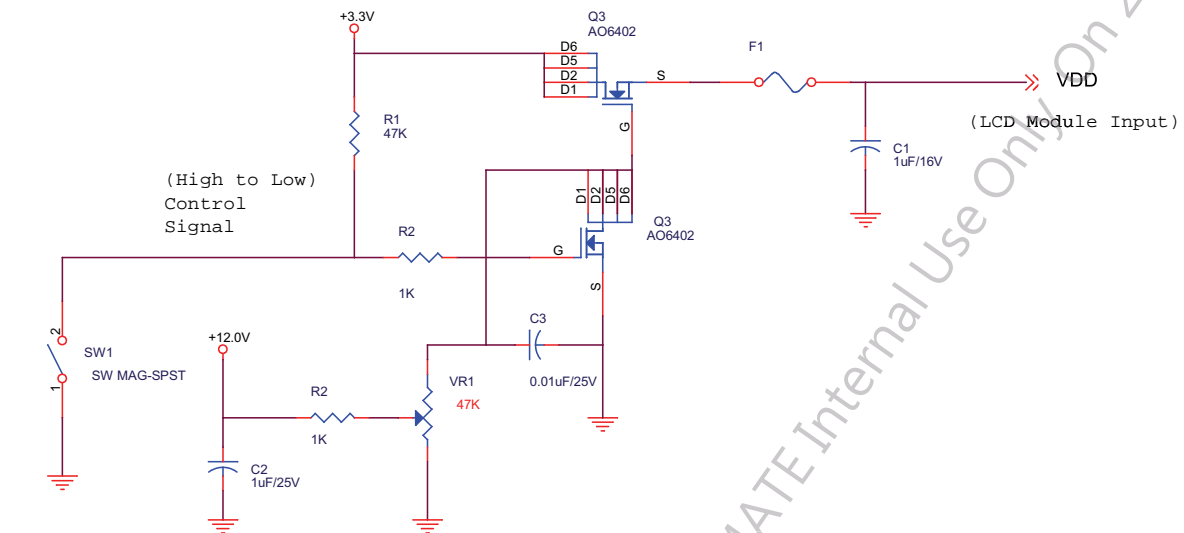 +3.3V
Q3
AO6402
D6
D5
D2
D1
S
G
F1
VDD
(LCD Module Input)
R1
47K
C1
1uF/16V
(High to Low)
Control
Signal
D1
D2
D5
D6
Q3
AO6402
R2
1K
G
S
2
1
SW1
SW MAG-SPST
+12.0V
R2
1K
VR1
47K
C3
0.01uF/25V
C2
1uF/25V
MATE Internal Use Only On 2